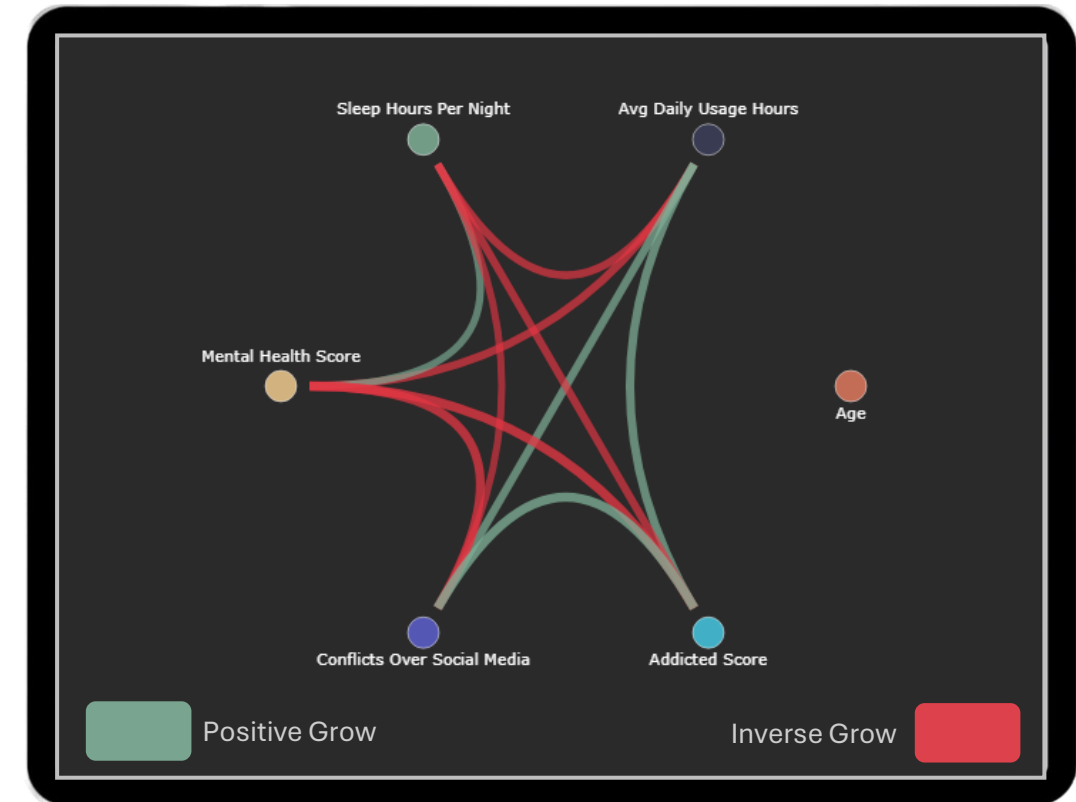 Sleep Hours Per Night
Avg Daily Usage Hours
Mental Health Score
Age
Conflicts Over Social Media
Addicted Score
Positive Grow
Inverse Grow